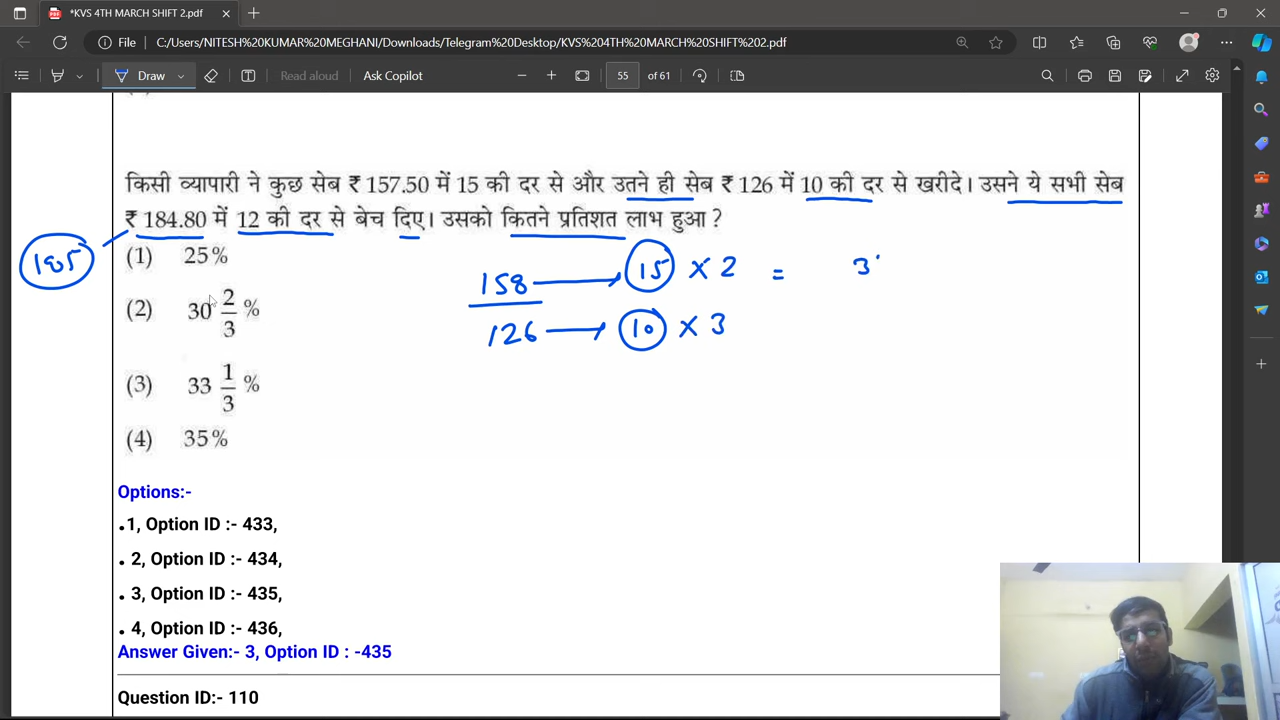 *KVS 4TH MARCH SHIFT 2.pdf
File C:/Users/NITESH%20KUMAR%20MEGHANI/Downloads/Telegram%20Desktop/KVS%204TH%20MARCH%20SHIFT%202.pdf
Draw Read aloud Ask Copilot 55 of 61
किसी व्यापारी ने कुछ सेब ₹ 157.50 में 15 की दर से और उतने ही सेब ₹ 126 में 10 की दर से खरीदे। उसने ये सभी सेब
₹ 184.80 में 12 की दर से बेच दिए। उसको कितने प्रतिशत लाभ हुआ ?
185
(1) 25%
158 15 × 2 = 3
(2) 30 2/3 %
126 10 × 3
(3) 33 1/3 %
(4) 35%
Options:-
.1, Option ID :- 433,
. 2, Option ID :- 434,
. 3, Option ID :- 435,
. 4, Option ID :- 436,
Answer Given:- 3, Option ID : -435
Question ID:- 110